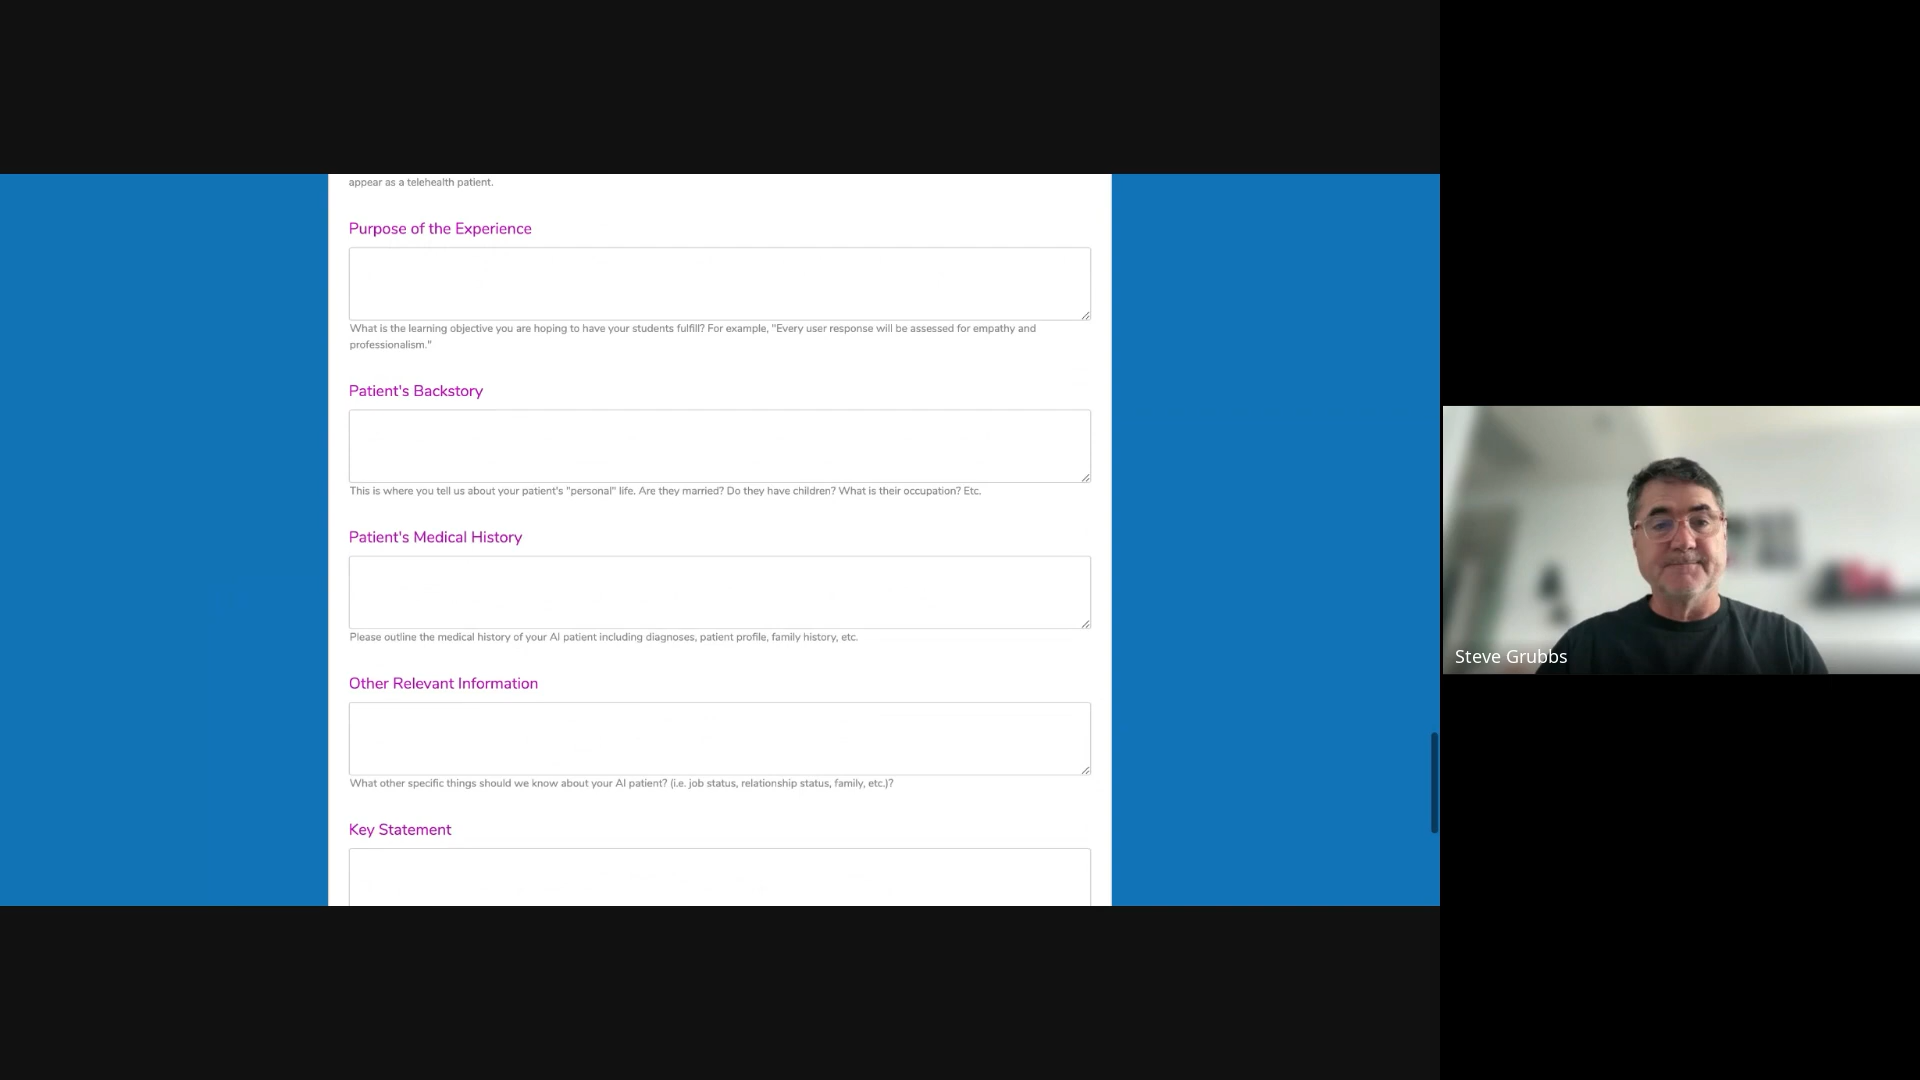 appear as a telehealth patient.
Purpose of the Experience
What is the learning objective you are hoping to have your students fulfill? For example, "Every user response will be assessed for empathy and
professionalism."
Patient's Backstory
This is where you tell us about your patient's "personal" life. Are they married? Do they have children? What is their occupation? Etc.
Patient's Medical History
Please outline the medical history of your AI patient including diagnoses, patient profile, family history, etc.
Other Relevant Information
What other specific things should we know about your AI patient? (i.e. job status, relationship status, family, etc.)?
Key Statement
Steve Grubbs